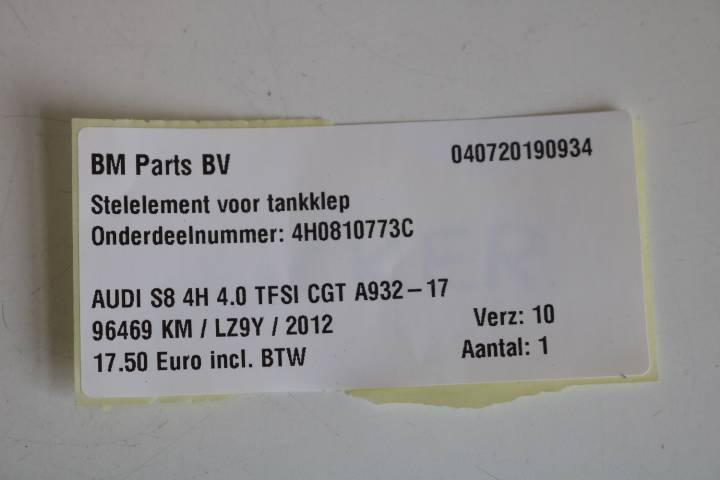 BM Parts BV 040720190934
Stelelement voor tankklep
Onderdeelnummer: 4H0810773C
AUDI S8 4H 4.0 TFSI CGT A932-17
96469 KM / LZ9Y / 2012 Verz: 10
17.50 Euro incl. BTW Aantal: 1